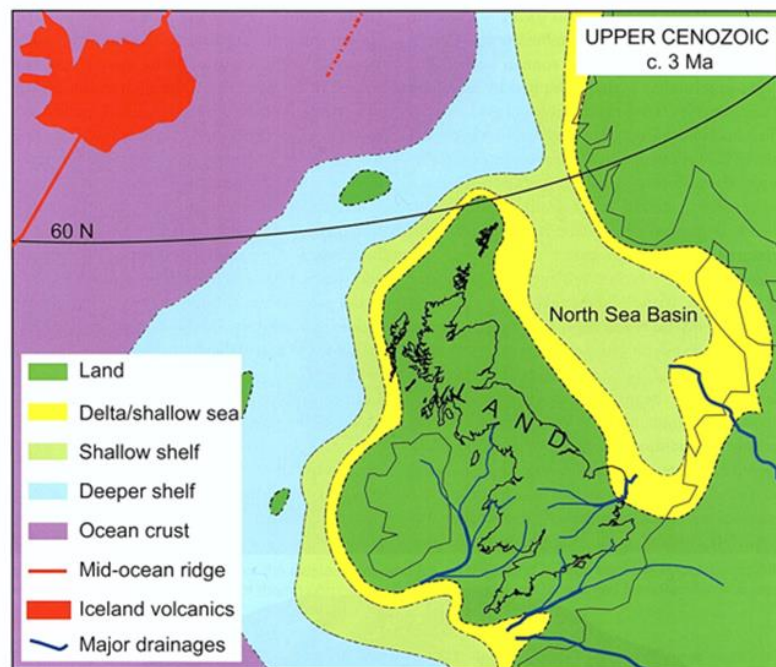 UPPER CENOZOIC
c. 3 Ma
60 N
North Sea Basin
AND
Land
Delta/shallow sea
Shallow shelf
Deeper shelf
Ocean crust
Mid-ocean ridge
Iceland volcanics
Major drainages